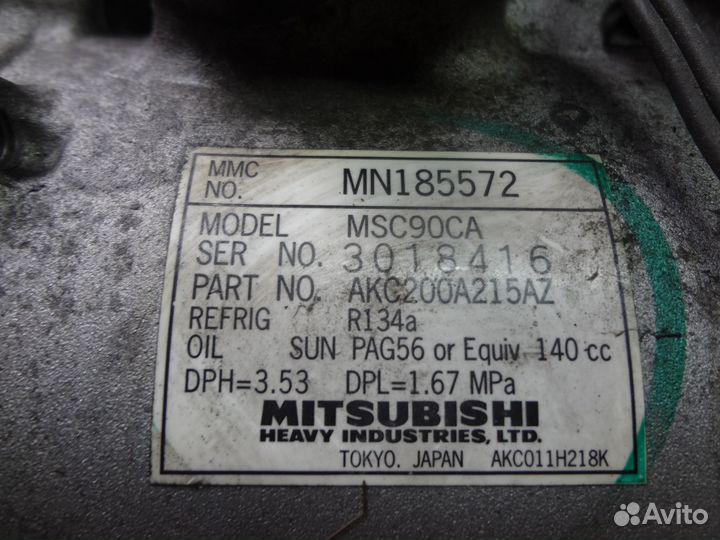 MMC NO. MN185572
MODEL MSC90CA
SER NO. 3018416
PART NO. AKC200A215AZ
REFRIG R134a
OIL SUN PAG56 or Equiv 140 cc
DPH=3.53 DPL=1.67 MPa
MITSUBISHI
HEAVY INDUSTRIES, LTD.
TOKYO. JAPAN AKC011H218K
Avito